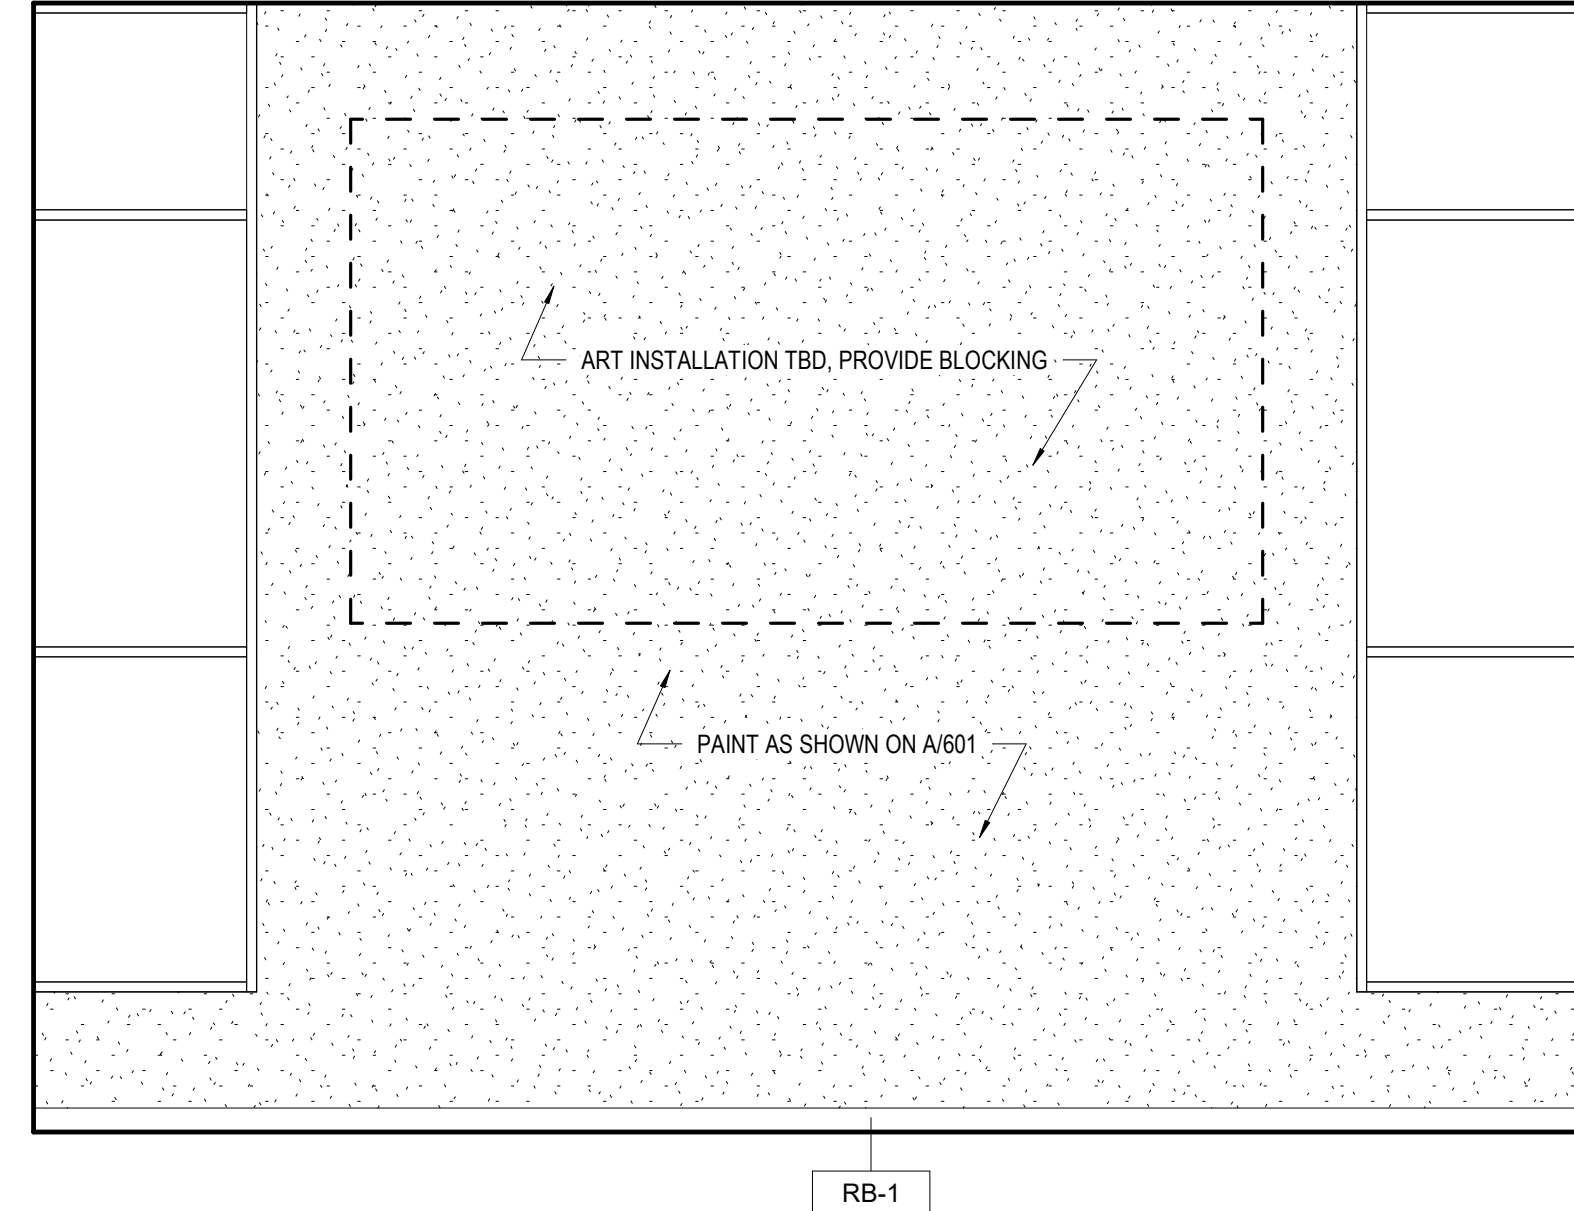 ART INSTALLATION TBD, PROVIDE BLOCKING
PAINT AS SHOWN ON A/601
RB-1